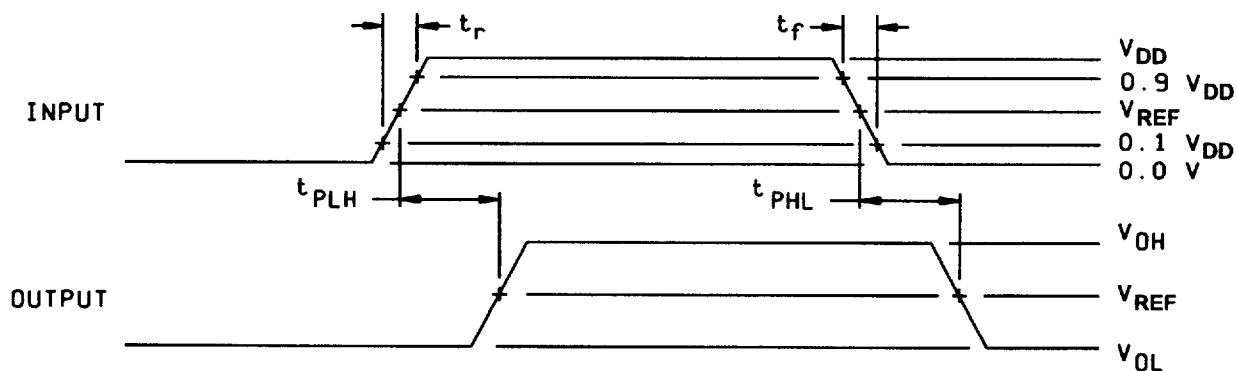 t_r t_f
V_DD
0.9 V_DD
INPUT V_REF
0.1 V_DD
0.0 V
t_PLH t_PHL
V_OH
OUTPUT V_REF
V_OL